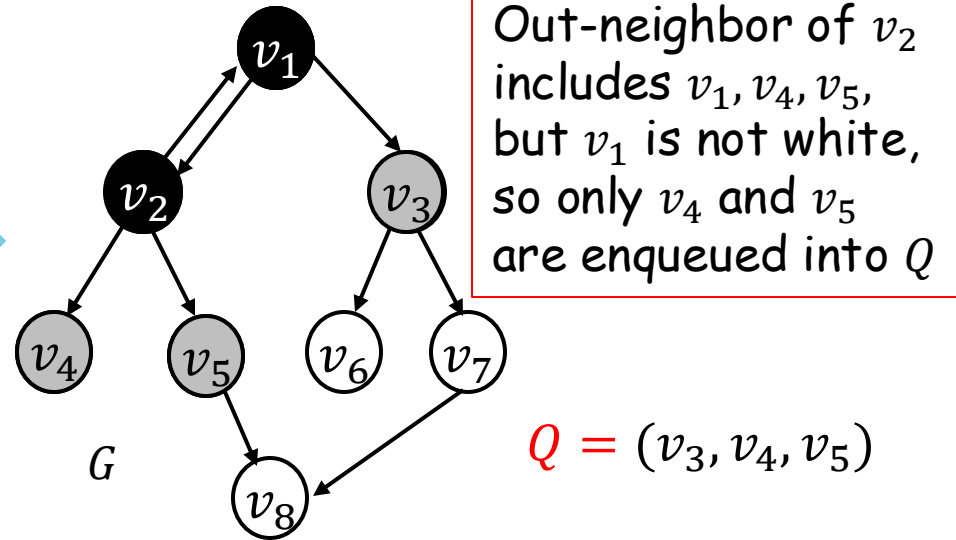 Out-neighbor of v₂
includes v₁, v₄, v₅,
but v₁ is not white,
so only v₄ and v₅
are enqueued into Q
v₁
v₂
v₃
v₄
v₅
v₆
v₇
v₈
G
Q = (v₃, v₄, v₅)